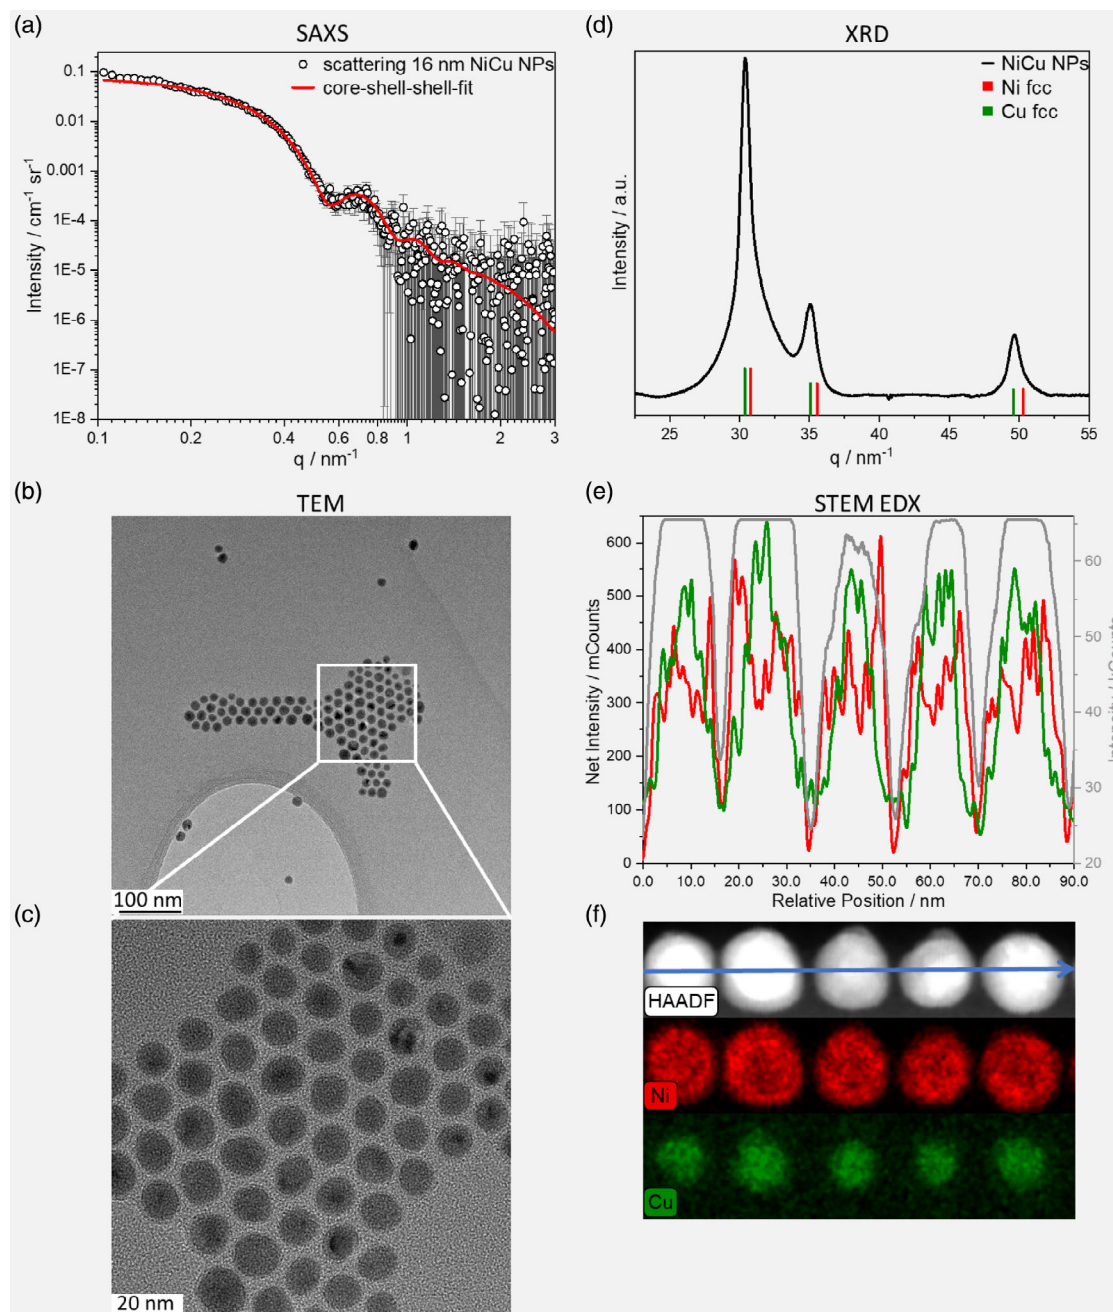 (a)
SAXS
scattering 16 nm NiCu NPs
core-shell-shell-fit
Intensity / cm⁻¹ sr⁻¹
0.1
0.01
0.001
1E-4
1E-5
1E-6
1E-7
1E-8
0.1
0.2
0.4
0.6
0.8
1
2
3
q / nm⁻¹
(d)
XRD
NiCu NPs
Ni fcc
Cu fcc
Intensity / a.u.
25
30
35
40
45
50
55
q / nm⁻¹
(b)
TEM
100 nm
(c)
20 nm
(e)
STEM EDX
Net Intensity / mCounts
600
500
400
300
200
100
0
60
50
40
30
20
0.0
10.0
20.0
30.0
40.0
50.0
60.0
70.0
80.0
90.0
Relative Position / nm
(f)
HAADF
Ni
Cu